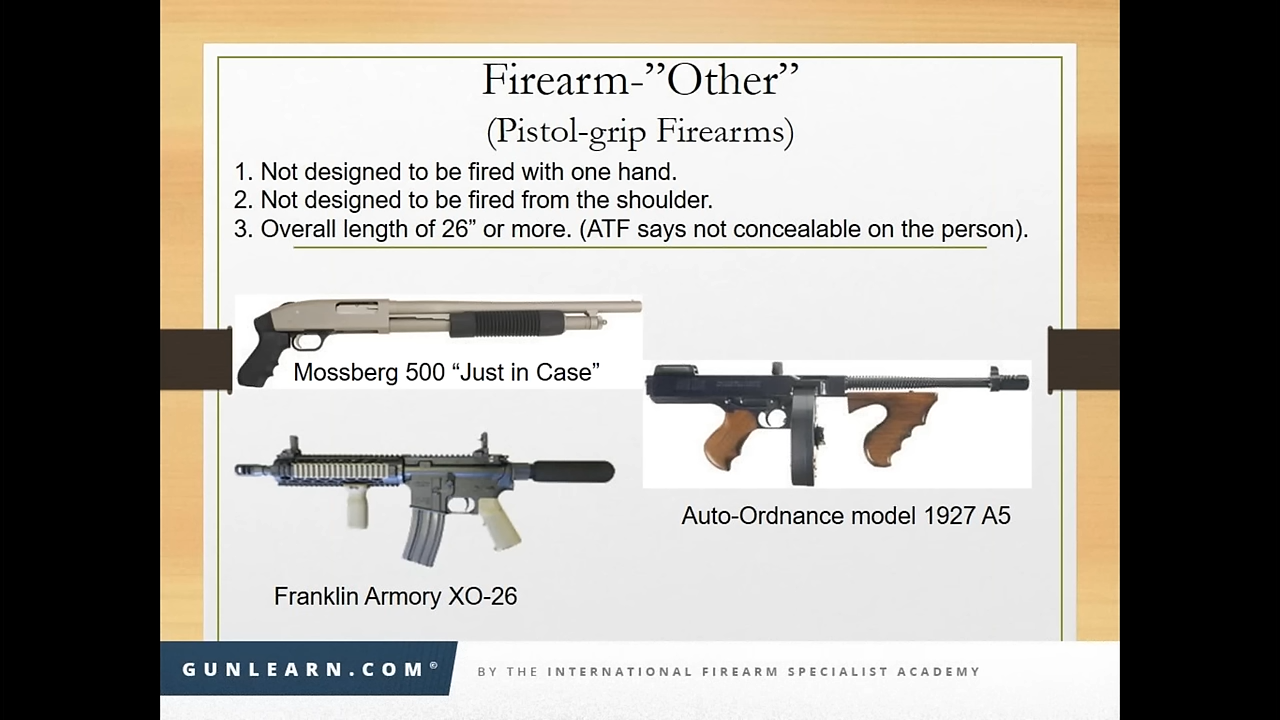 Firearm-”Other”
(Pistol-grip Firearms)
1. Not designed to be fired with one hand.
2. Not designed to be fired from the shoulder.
3. Overall length of 26” or more. (ATF says not concealable on the person).
Mossberg 500 “Just in Case”
Auto-Ordnance model 1927 A5
Franklin Armory XO-26
GUNLEARN.COM©
BY THE INTERNATIONAL FIREARM SPECIALIST ACADEMY